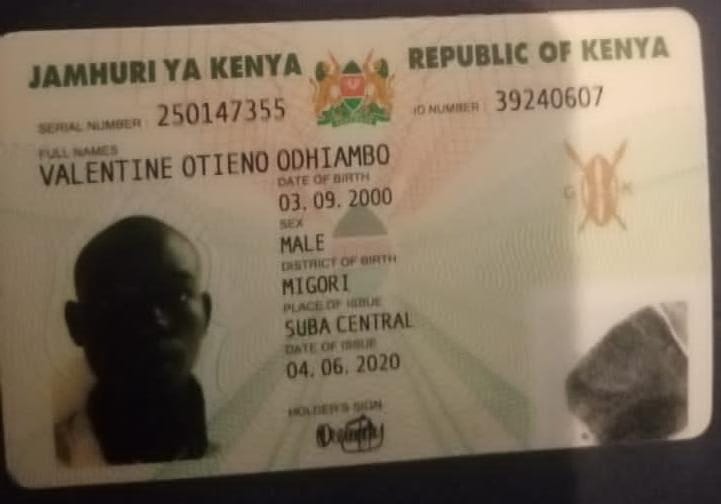 JAMHURI YA KENYA
REPUBLIC OF KENYA
SERIAL NUMBER : 250147355
ID NUMBER : 39240607
FULL NAMES
VALENTINE OTIENO ODHIAMBO
DATE OF BIRTH
03. 09. 2000
SEX
MALE
DISTRICT OF BIRTH
MIGORI
PLACE OF ISSUE
SUBA CENTRAL
DATE OF ISSUE
04. 06. 2020
HOLDER'S SIGN
G K